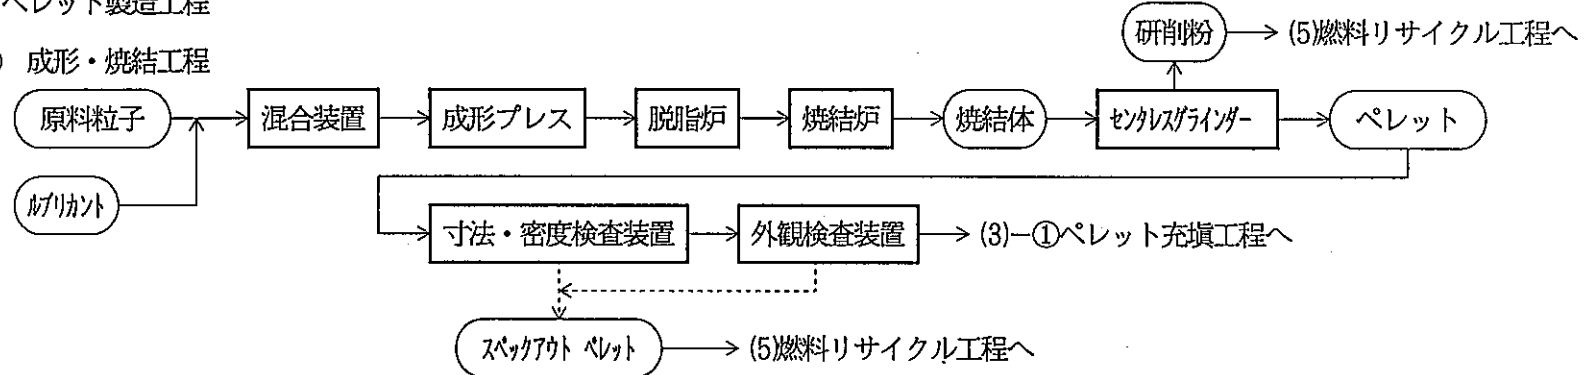 ペレット製造工程
成形・焼結工程
研削粉
(5)燃料リサイクル工程へ
原料粒子
混合装置
成形プレス
脱脂炉
焼結炉
焼結体
センタレスグラインダー
ペレット
ルブリカント
寸法・密度検査装置
外観検査装置
(3)-①ペレット充塡工程へ
スペックアウト ペレット
(5)燃料リサイクル工程へ